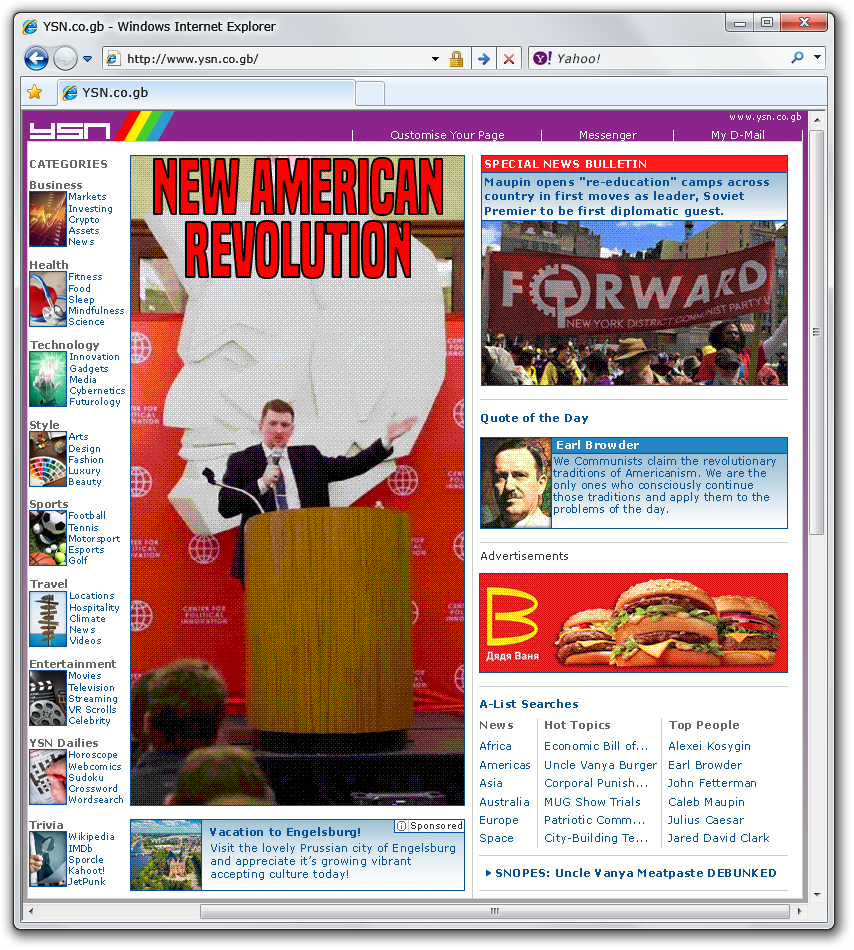 YSN.co.gb - Windows Internet Explorer
http://www.ysn.co.gb/
Yahoo!
YSN.co.gb
www.ysn.co.gb
YSN
Customise Your Page
Messenger
My D-Mail
CATEGORIES
Business
Markets
Investing
Crypto
Assets
News
Health
Fitness
Food
Sleep
Mindfulness
Science
Technology
Innovation
Gadgets
Media
Cybernetics
Futurology
Style
Arts
Design
Fashion
Luxury
Beauty
Sports
Football
Tennis
Motorsport
Esports
Golf
Travel
Locations
Hospitality
Climate
News
Videos
Entertainment
Movies
Television
Streaming
VR Scrolls
Celebrity
YSN Dailies
Horoscope
Webcomics
Sudoku
Crossword
Wordsearch
Trivia
Wikipedia
IMDb
Sporcle
Kahoot!
JetPunk
NEW AMERICAN
REVOLUTION
CENTER FOR
POLITICAL
INNOVATION
Sponsored
Vacation to Engelsburg!
Visit the lovely Prussian city of Engelsburg
and appreciate it's growing vibrant
accepting culture today!
SPECIAL NEWS BULLETIN
Maupin opens "re-education" camps across
country in first moves as leader, Soviet
Premier to be first diplomatic guest.
FORWARD
NEW YORK DISTRICT COMMUNIST PARTY U
Quote of the Day
Earl Browder
We Communists claim the revolutionary
traditions of Americanism. We are the
only ones who consciously continue
those traditions and apply them to the
problems of the day.
Advertisements
Дядя Ваня
A-List Searches
News
Africa
Americas
Asia
Australia
Europe
Space
Hot Topics
Economic Bill of...
Uncle Vanya Burger
Corporal Punish...
MUG Show Trials
Patriotic Comm...
City-Building Te...
Top People
Alexei Kosygin
Earl Browder
John Fetterman
Caleb Maupin
Julius Caesar
Jared David Clark
SNOPES: Uncle Vanya Meatpaste DEBUNKED